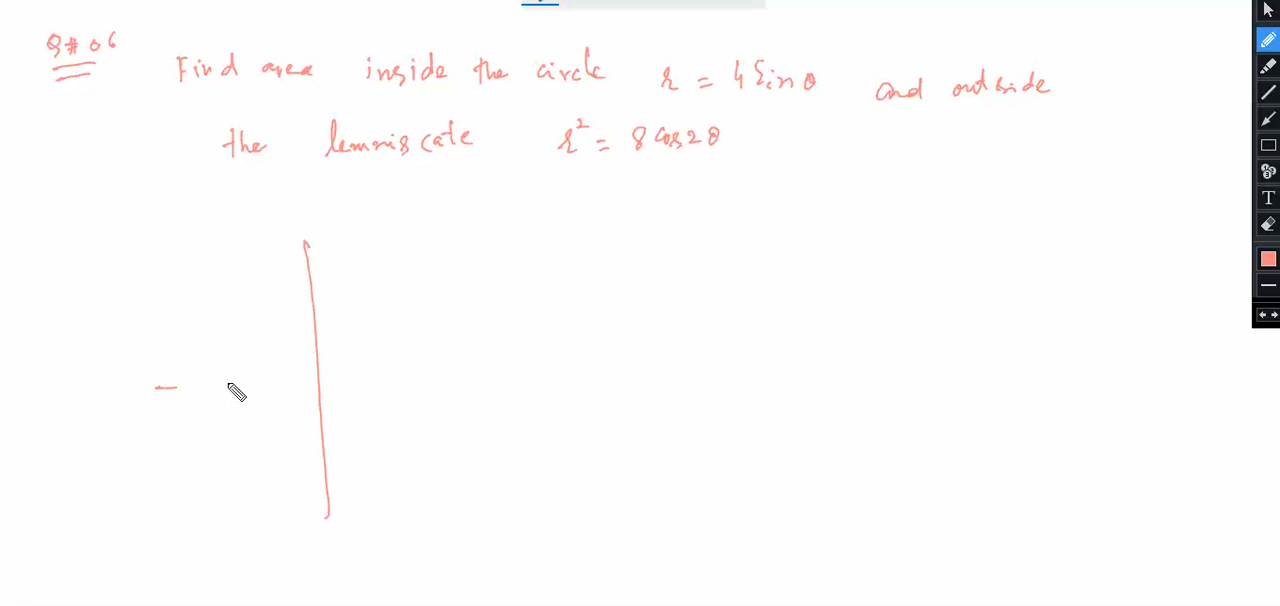 Q# 06
Find area inside the circle r = 4 Sin θ and outside
the lemniscate r² = 8 Cos 2θ
T